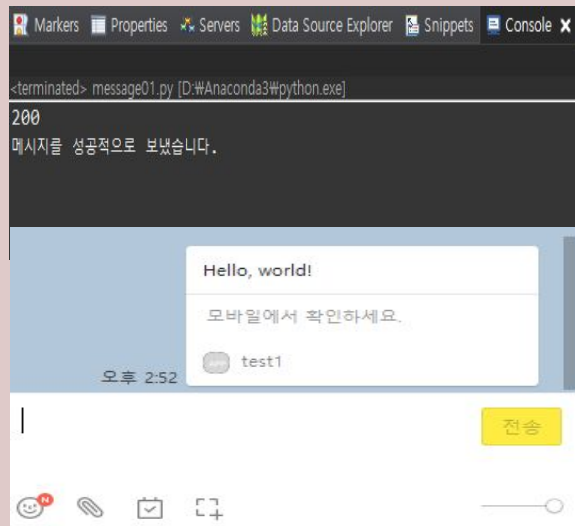 Markers Properties Servers Data Source Explorer Snippets Console
<terminated> message01.py [D:₩Anaconda3₩python.exe]
200
메시지를 성공적으로 보냈습니다.
Hello, world!
모바일에서 확인하세요.
test1
오후 2:52
전송
N